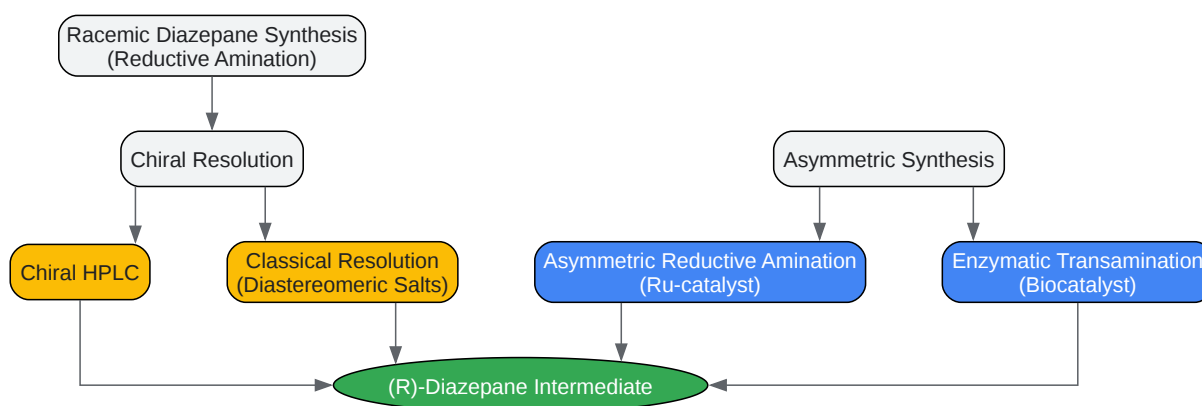 Racemic Diazepane Synthesis
(Reductive Amination)
Chiral Resolution
Asymmetric Synthesis
Chiral HPLC
Classical Resolution
(Diastereomeric Salts)
Asymmetric Reductive Amination
(Ru-catalyst)
Enzymatic Transamination
(Biocatalyst)
(R)-Diazepane Intermediate